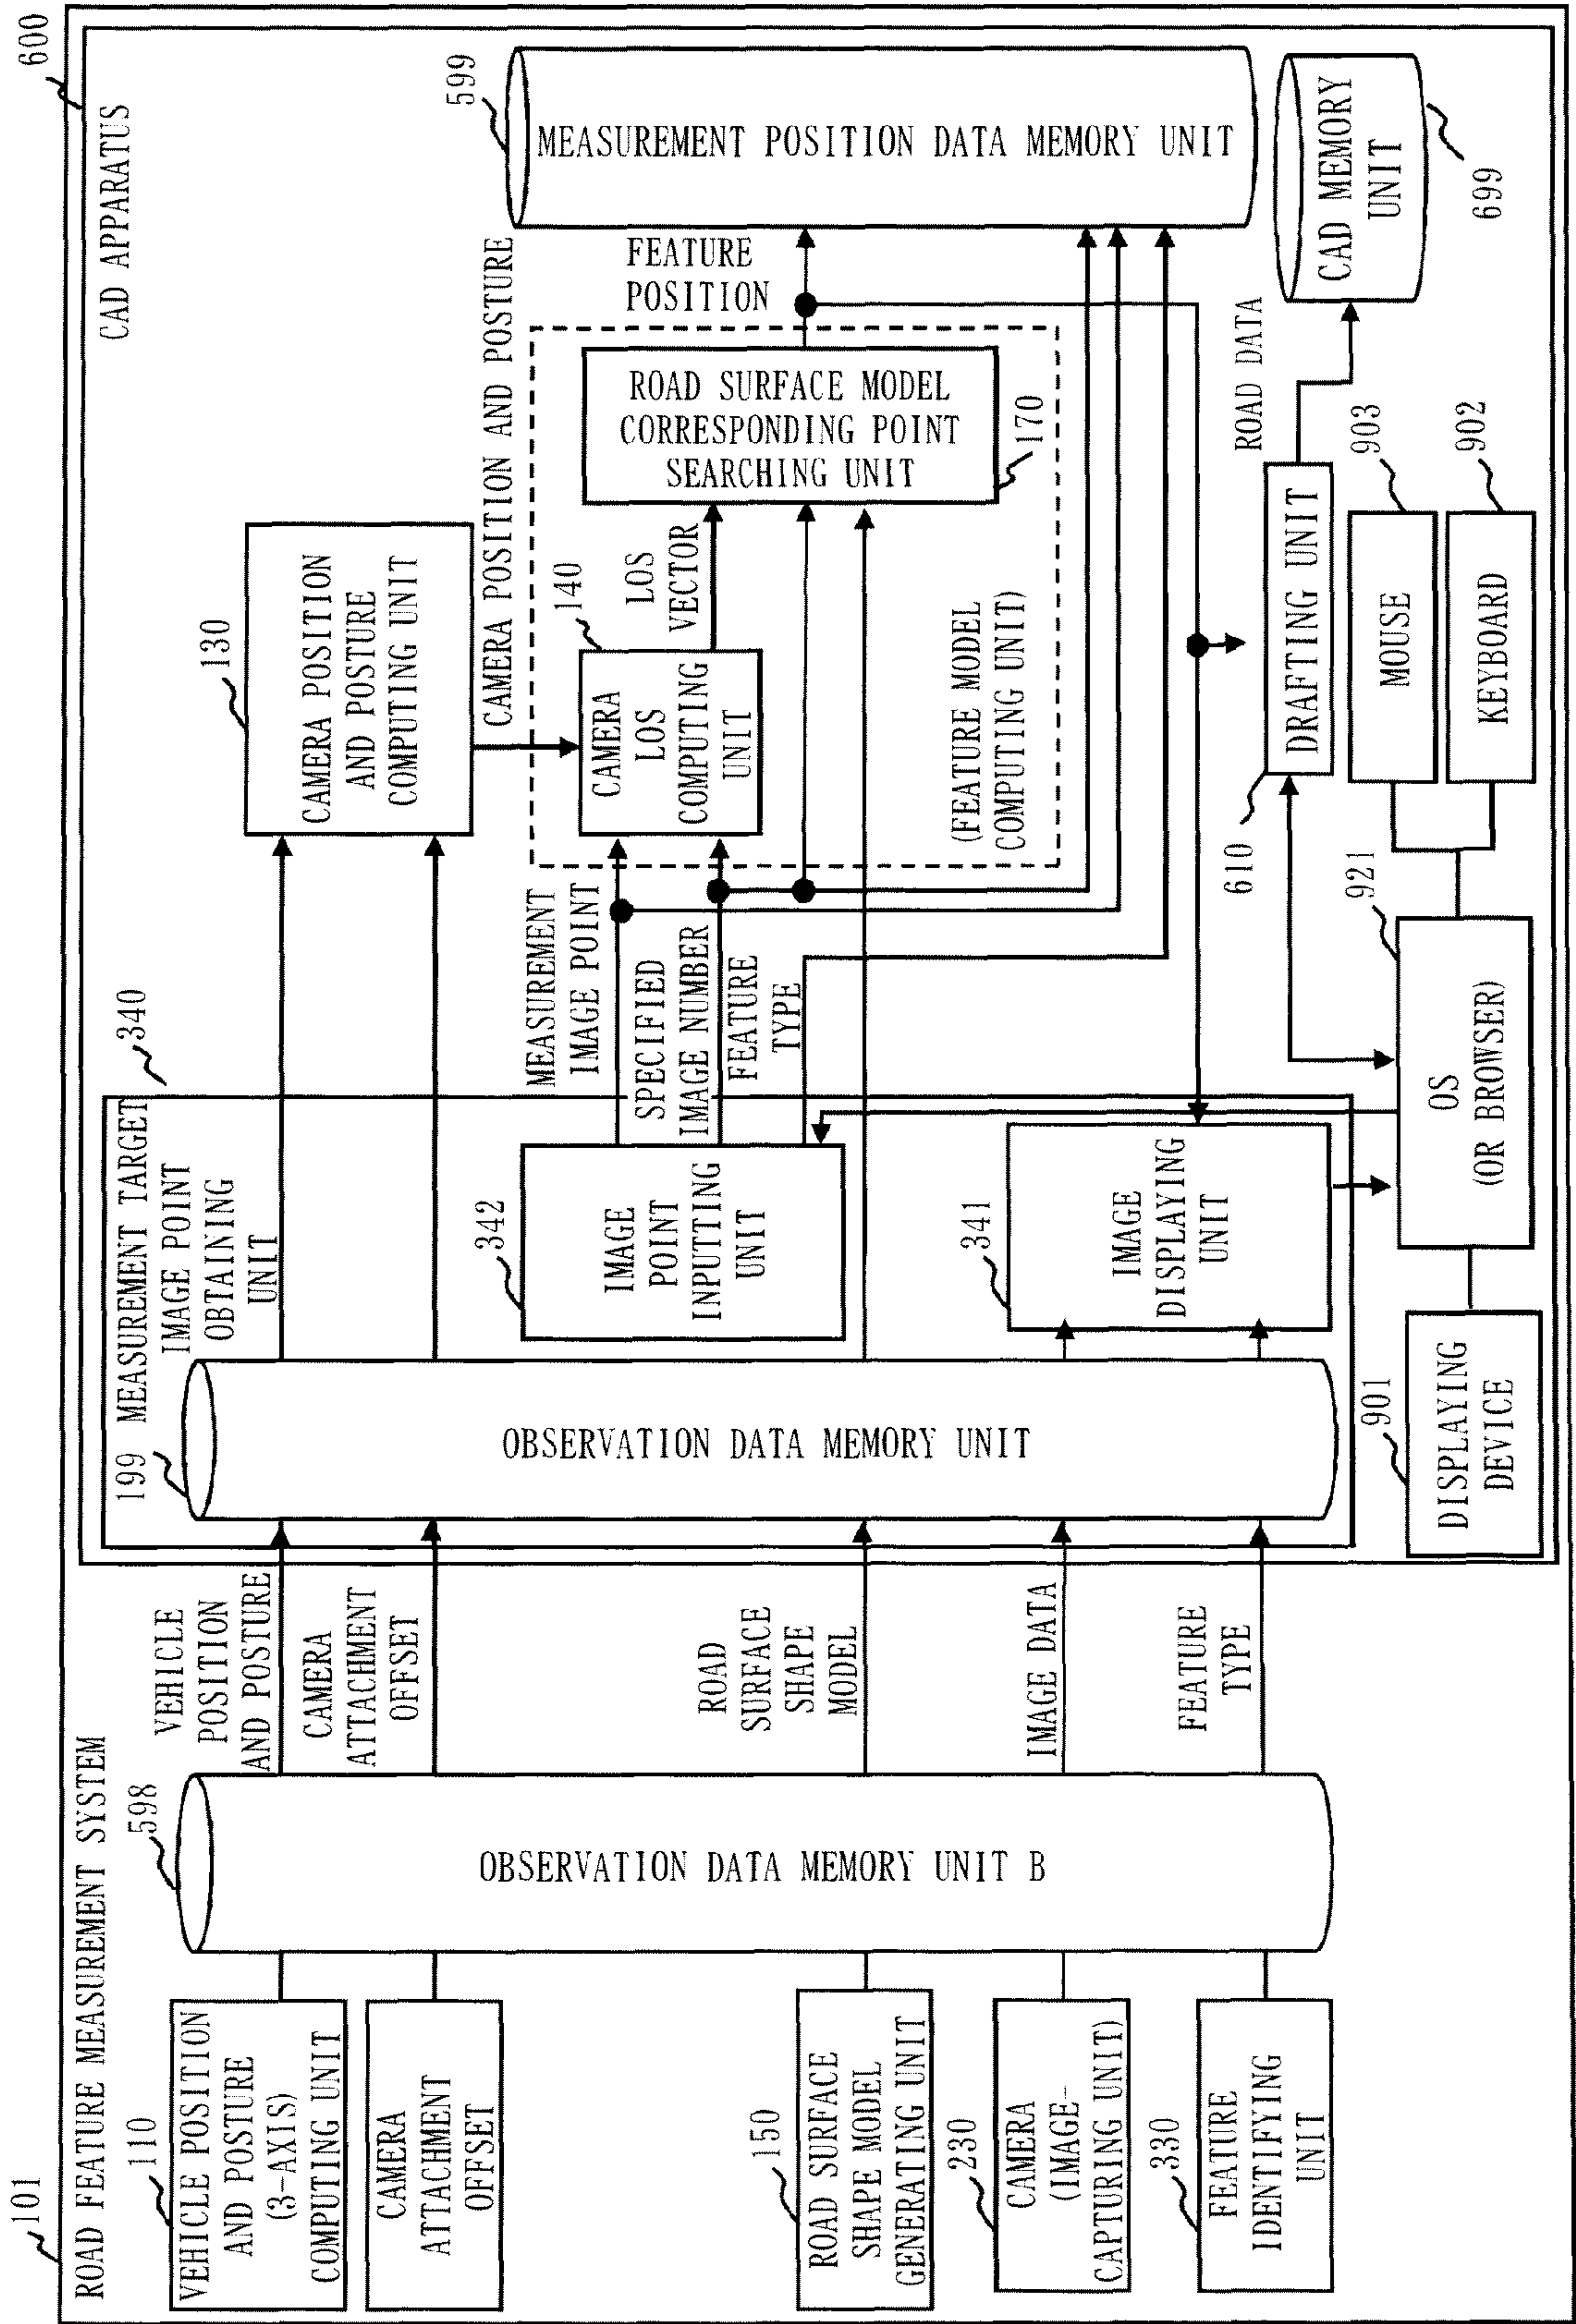 101
ROAD FEATURE MEASUREMENT SYSTEM
110
VEHICLE POSITION
AND POSTURE
(3-AXIS)
COMPUTING UNIT
CAMERA
ATTACHMENT
OFFSET
150
ROAD SURFACE
SHAPE MODEL
GENERATING UNIT
230
CAMERA
(IMAGE-
CAPTURING UNIT)
330
FEATURE
IDENTIFYING
UNIT
598
OBSERVATION DATA MEMORY UNIT B
VEHICLE
POSITION
AND POSTURE
CAMERA
ATTACHMENT
OFFSET
ROAD
SURFACE
SHAPE
MODEL
IMAGE DATA
FEATURE
TYPE
600
CAD APPARATUS
340
MEASUREMENT TARGET
IMAGE POINT
OBTAINING
UNIT
199
OBSERVATION DATA MEMORY UNIT
342
IMAGE
POINT
INPUTTING
UNIT
341
IMAGE
DISPLAYING
UNIT
MEASUREMENT
IMAGE POINT
SPECIFIED
IMAGE NUMBER
FEATURE
TYPE
130
CAMERA POSITION
AND POSTURE
COMPUTING UNIT
CAMERA POSITION AND POSTURE
140
CAMERA
LOS
COMPUTING
UNIT
LOS
VECTOR
ROAD SURFACE MODEL
CORRESPONDING POINT
SEARCHING UNIT
170
(FEATURE MODEL
COMPUTING UNIT)
FEATURE
POSITION
599
MEASUREMENT POSITION DATA MEMORY UNIT
901
DISPLAYING
DEVICE
921
OS
(OR BROWSER)
610
DRAFTING UNIT
903
MOUSE
902
KEYBOARD
ROAD DATA
CAD MEMORY
UNIT
699